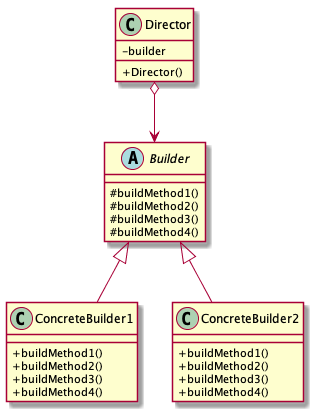 C Director
-builder
+Director()
A Builder
#buildMethod1()
#buildMethod2()
#buildMethod3()
#buildMethod4()
C ConcreteBuilder1
+buildMethod1()
+buildMethod2()
+buildMethod3()
+buildMethod4()
C ConcreteBuilder2
+buildMethod1()
+buildMethod2()
+buildMethod3()
+buildMethod4()